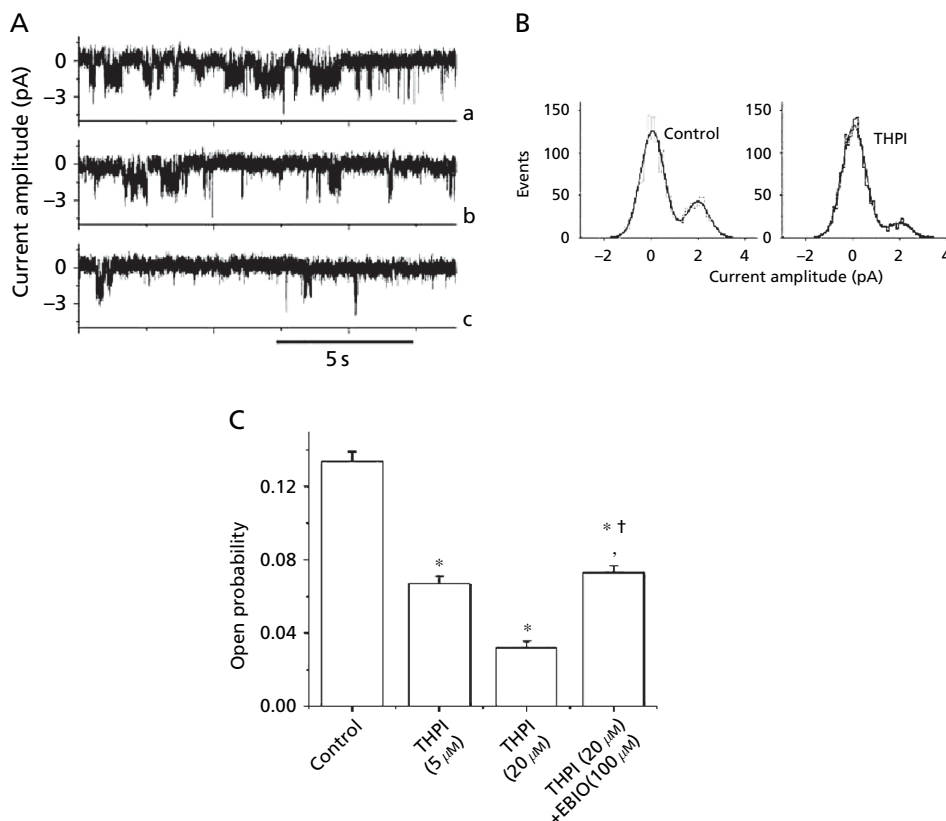 A
Current amplitude (pA)
0
−3
a
0
−3
b
0
−3
c
5 s
B
Events
150
100
50
0
Control
−2 0 2 4
150
100
50
0
THPI
−2 0 2 4
Current amplitude (pA)
C
Open probability
0.12
0.08
0.04
0.00
*
*
* †
,
Control
THPI
(5 μM)
THPI
(20 μM)
THPI (20 μM)
+EBIO(100 μM)